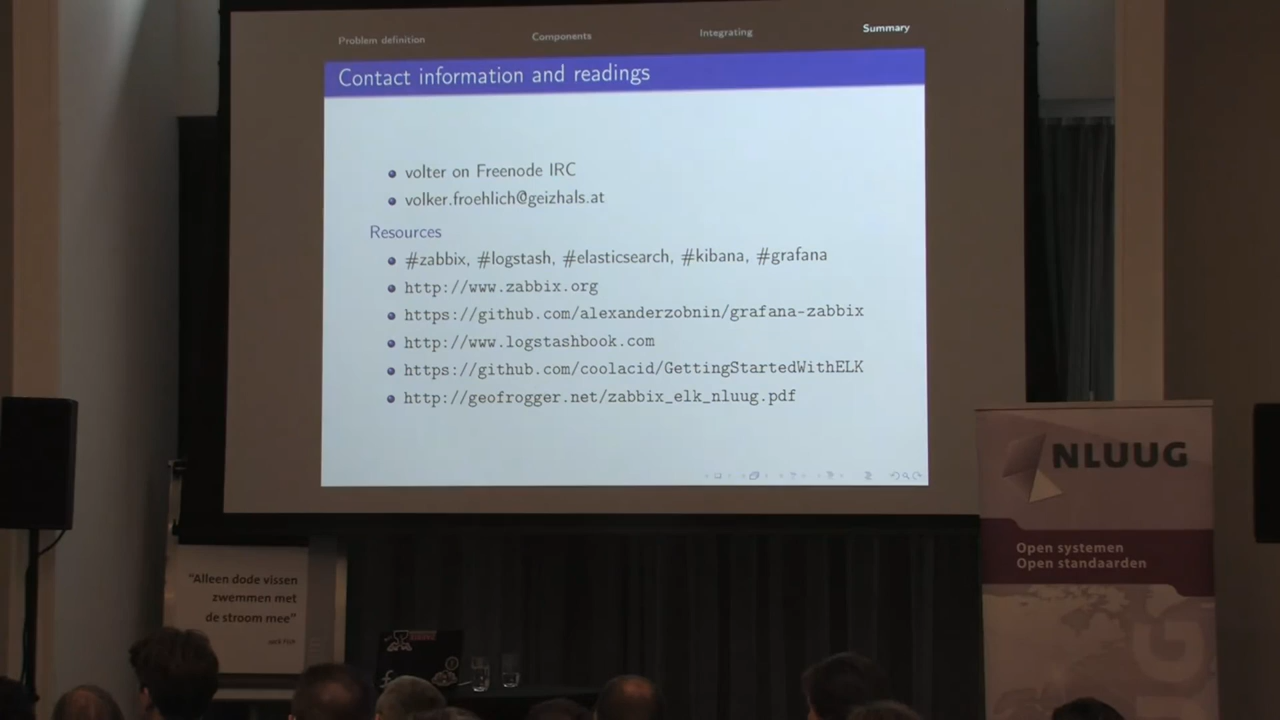 Problem definition
Components
Integrating
Summary
Contact information and readings
volter on Freenode IRC
volker.froehlich@geizhals.at
Resources
#zabbix, #logstash, #elasticsearch, #kibana, #grafana
http://www.zabbix.org
https://github.com/alexanderzobnin/grafana-zabbix
http://www.logstashbook.com
https://github.com/coolacid/GettingStartedWithELK
http://geofrogger.net/zabbix_elk_nluug.pdf
NLUUG
Open systemen
Open standaarden
"Alleen dode vissen
zwemmen met
de stroom mee"